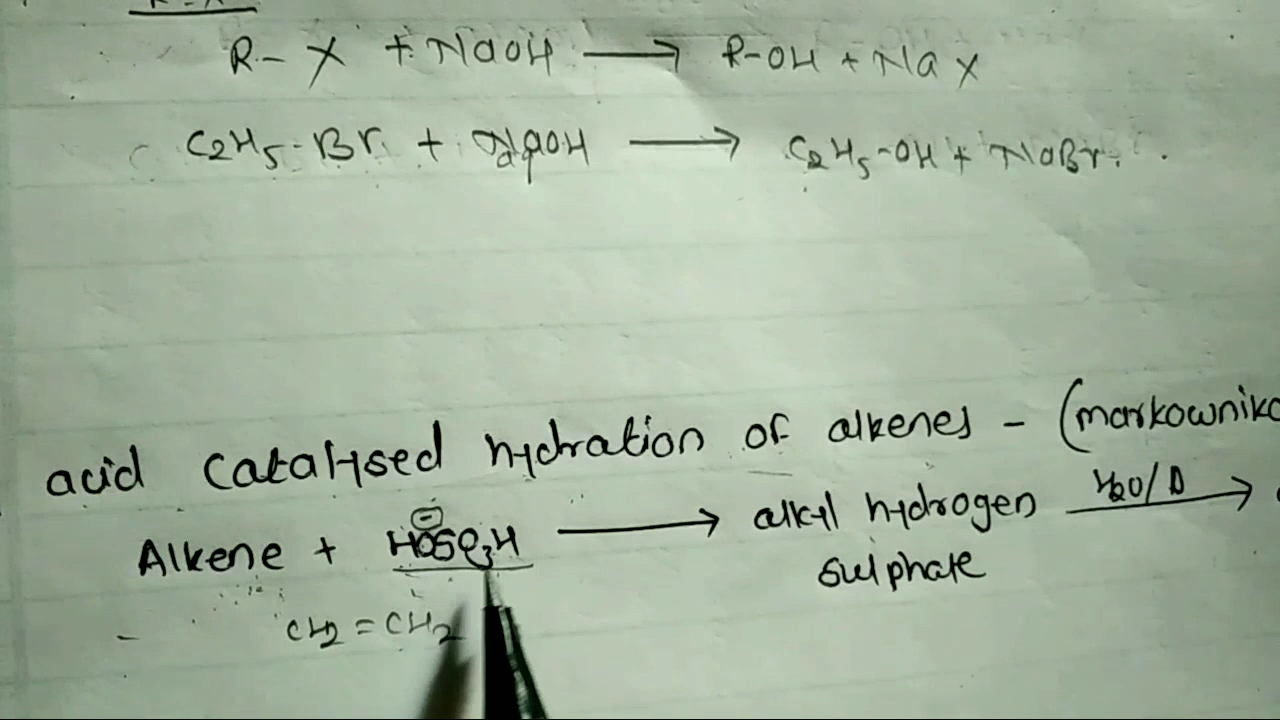 R-X + NaOH ⟶ R-OH + NaX
C2H5-Br + NaOH ⟶ C2H5-OH + NaBr.
acid catalysed hydration of alkenes - (markowniko
Alkene + HOSO3H ⟶ alkyl hydrogen sulphate H2O/Δ ⟶
CH2 = CH2